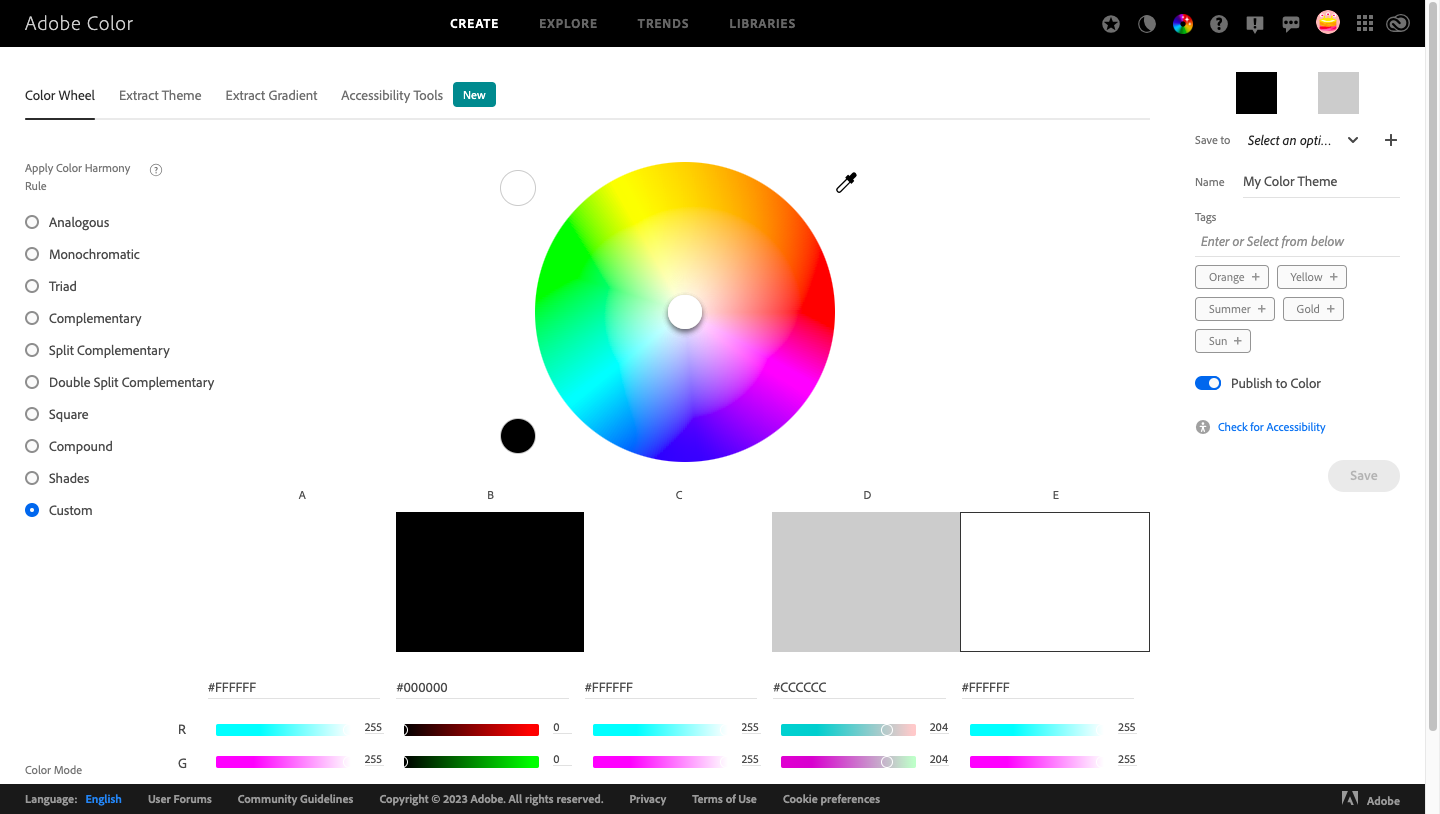 Adobe Color
CREATE
EXPLORE
TRENDS
LIBRARIES
Color Wheel
Extract Theme
Extract Gradient
Accessibility Tools
New
Apply Color Harmony
Rule
Analogous
Monochromatic
Triad
Complementary
Split Complementary
Double Split Complementary
Square
Compound
Shades
Custom
Save to
Select an opti...
Name
My Color Theme
Tags
Enter or Select from below
Orange +
Yellow +
Summer +
Gold +
Sun +
Publish to Color
Check for Accessibility
Save
A
B
C
D
E
#FFFFFF
#000000
#FFFFFF
#CCCCCC
#FFFFFF
R
255
0
255
204
255
G
255
0
255
204
255
Color Mode
Language: English
User Forums
Community Guidelines
Copyright © 2023 Adobe. All rights reserved.
Privacy
Terms of Use
Cookie preferences
Adobe